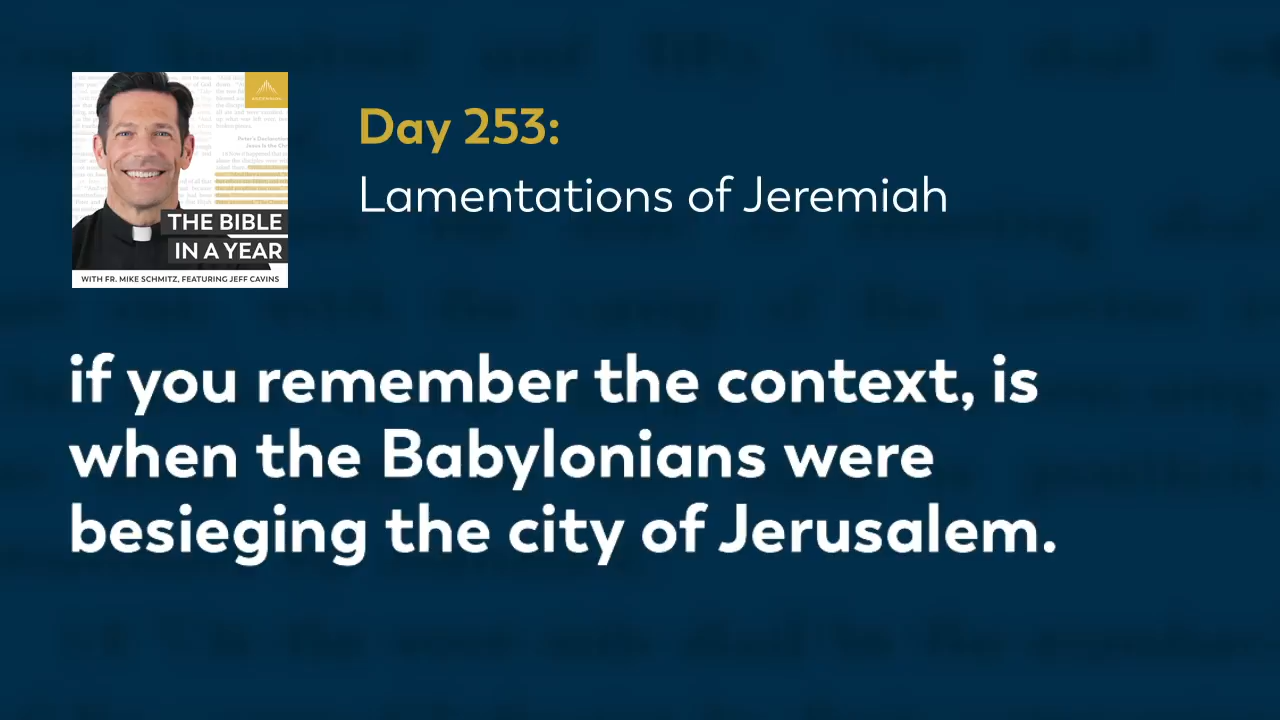 Day 253:
Lamentations of Jeremiah
THE BIBLE
IN A YEAR
WITH FR. MIKE SCHMITZ, FEATURING JEFF CAVINS
if you remember the context, is
when the Babylonians were
besieging the city of Jerusalem.